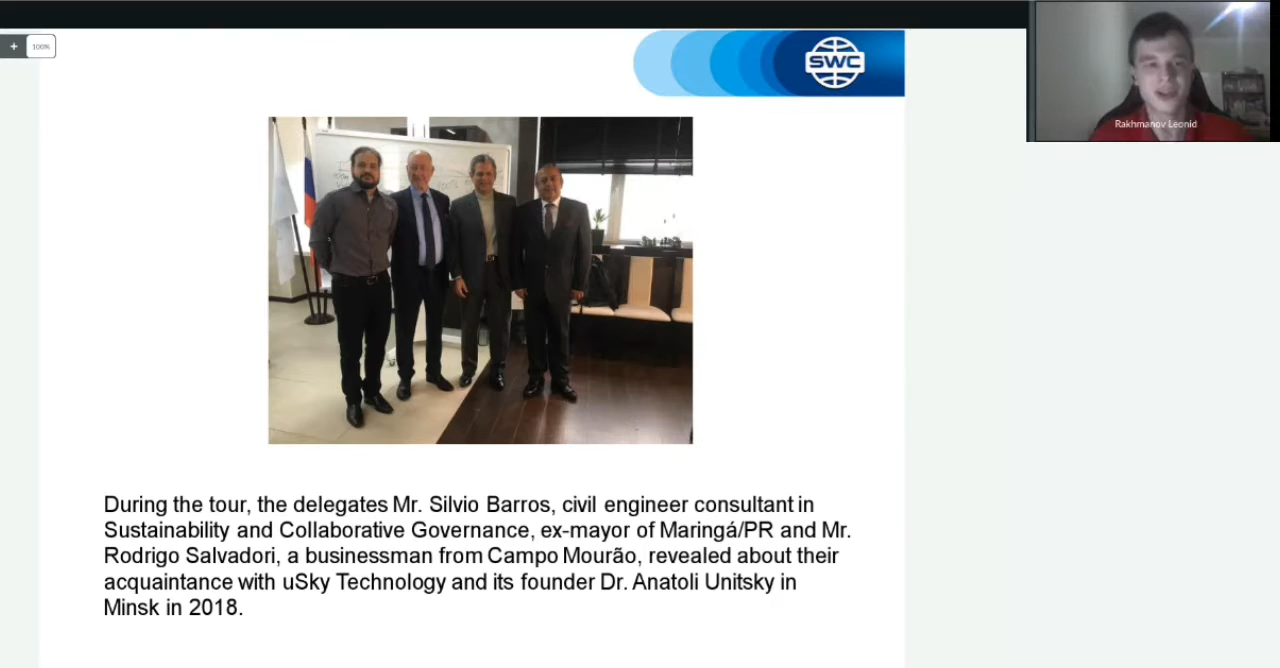 + 100%
SWC
Rakhmanov Leonid
During the tour, the delegates Mr. Silvio Barros, civil engineer consultant in
Sustainability and Collaborative Governance, ex-mayor of Maringá/PR and Mr.
Rodrigo Salvadori, a businessman from Campo Mourão, revealed about their
acquaintance with uSky Technology and its founder Dr. Anatoli Unitsky in
Minsk in 2018.